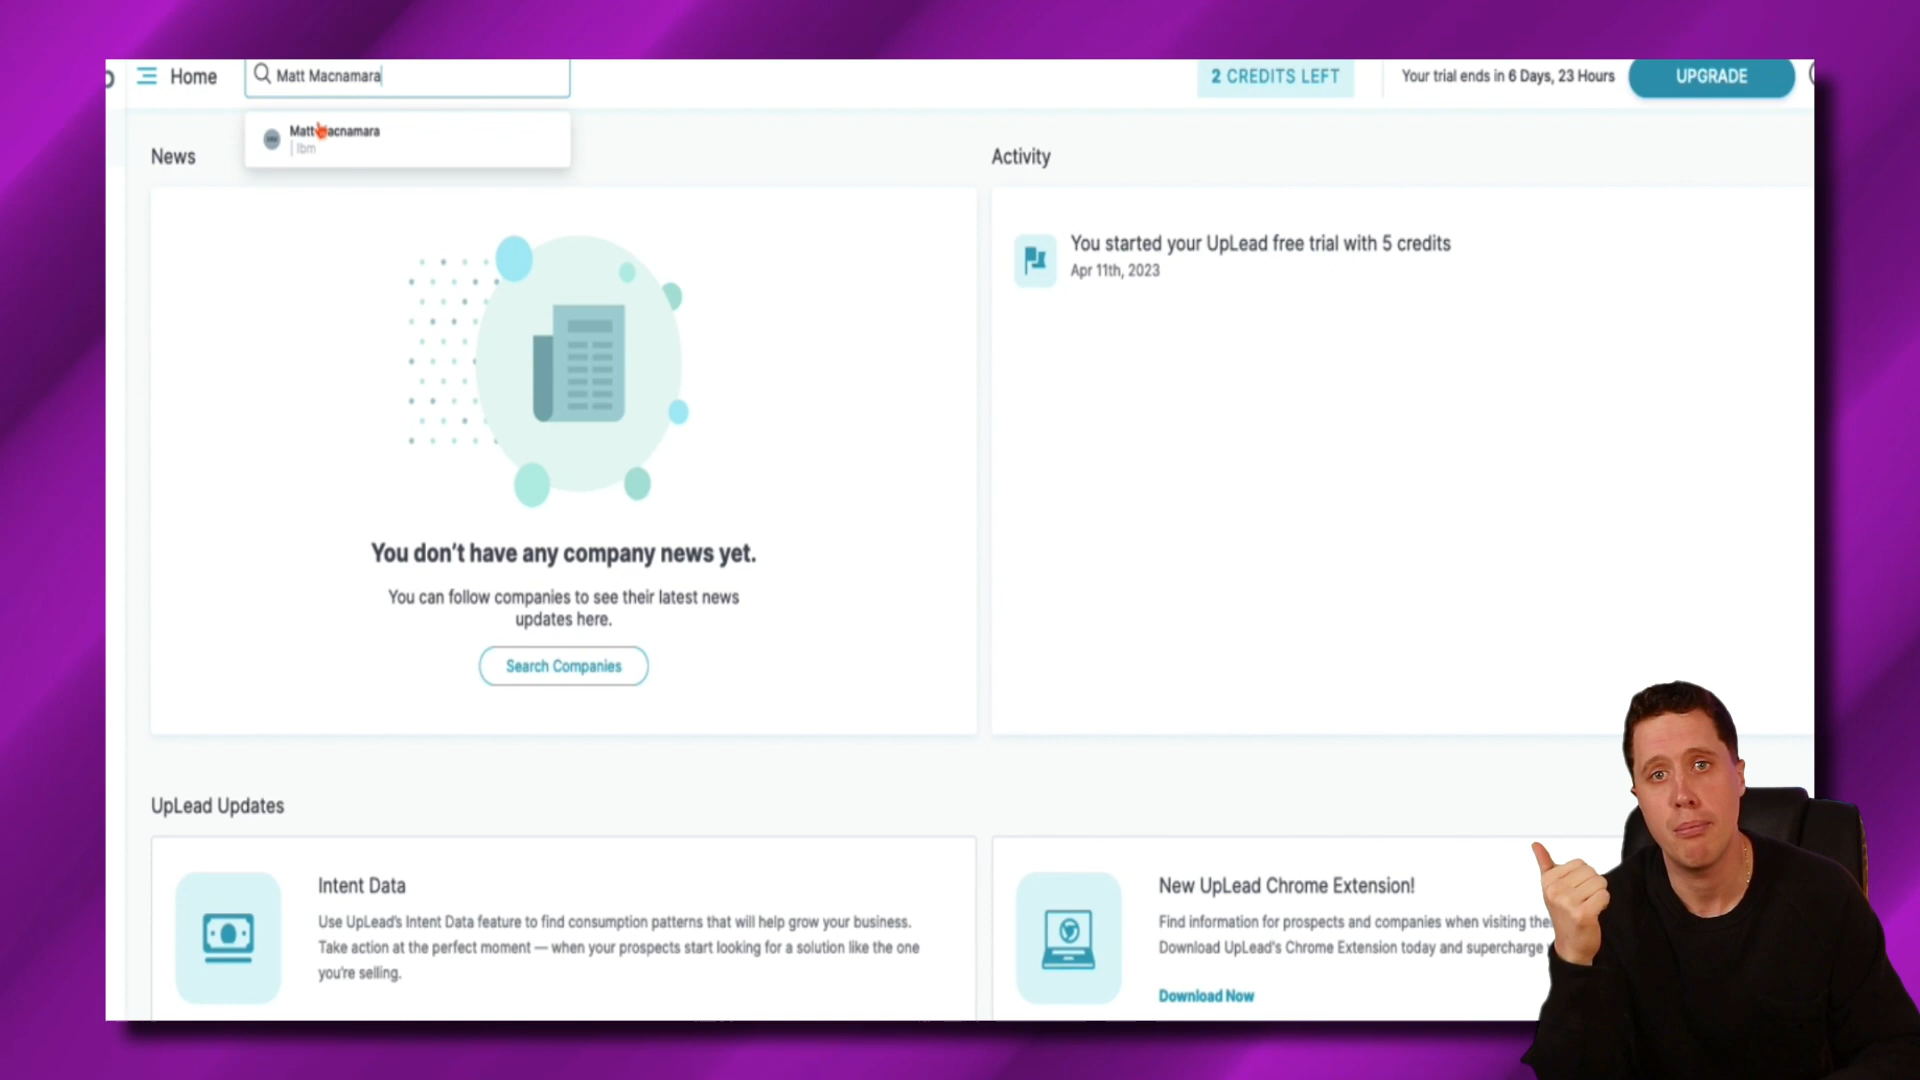 Home
Matt Macnamara
2 CREDITS LEFT
Your trial ends in 6 Days, 23 Hours
UPGRADE
Matt Macnamara
Ibm
News
Activity
You started your UpLead free trial with 5 credits
Apr 11th, 2023
You don't have any company news yet.
You can follow companies to see their latest news
updates here.
Search Companies
UpLead Updates
Intent Data
Use UpLead's Intent Data feature to find consumption patterns that will help grow your business.
Take action at the perfect moment — when your prospects start looking for a solution like the one
you're selling.
New UpLead Chrome Extension!
Find information for prospects and companies when visiting
Download UpLead's Chrome Extension today and supercharge
Download Now